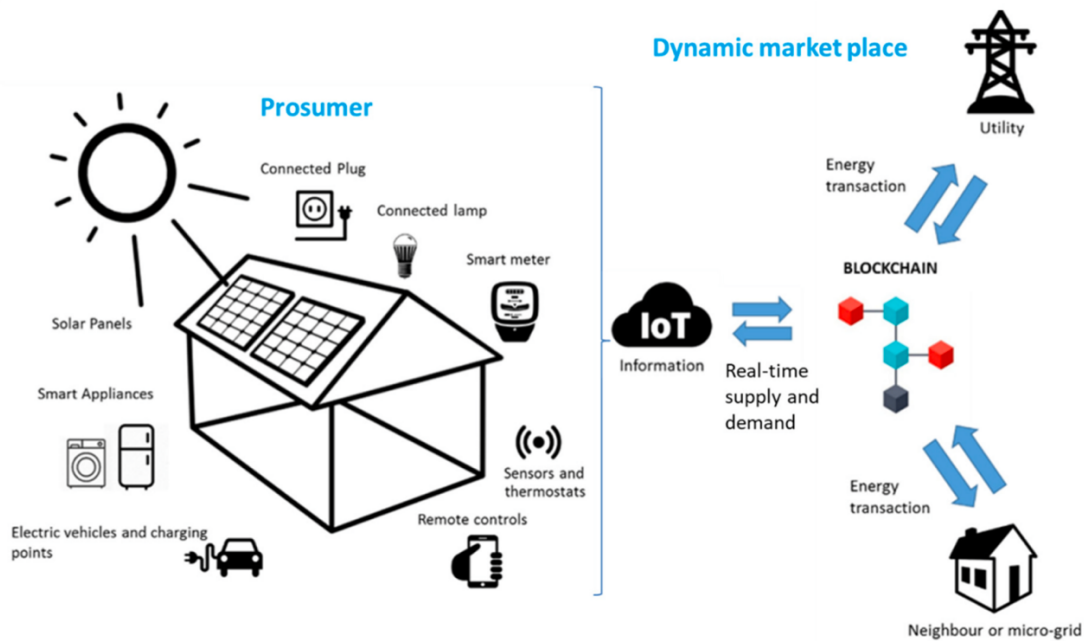 Dynamic market place
Prosumer
Utility
Connected Plug
Energy
transaction
Connected lamp
Smart meter
BLOCKCHAIN
Solar Panels
IoT
Information
Real-time
supply and
demand
Smart Appliances
Sensors and
thermostats
Energy
transaction
Remote controls
Electric vehicles and charging
points
Neighbour or micro-grid